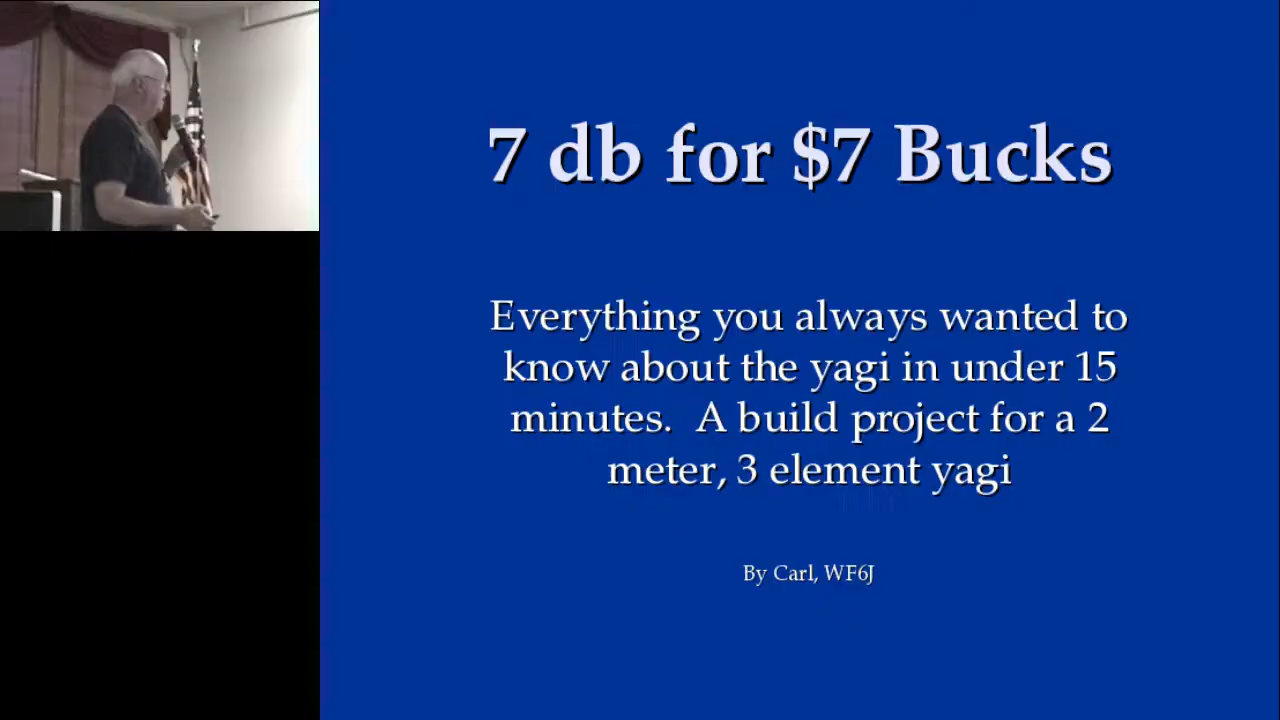 7 db for $7 Bucks
Everything you always wanted to
know about the yagi in under 15
minutes.  A build project for a 2
meter, 3 element yagi
By Carl, WF6J